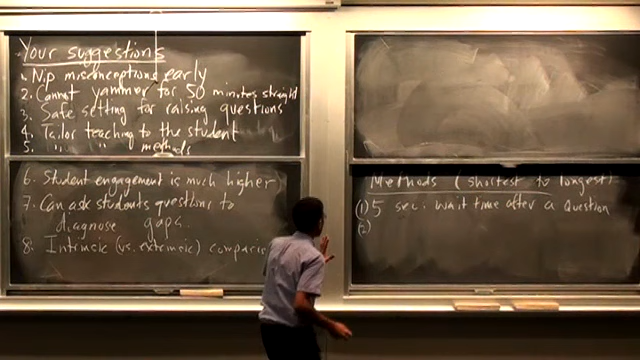 Your suggestions
1. Nip misconceptions early
2. Cannot yammer for 50 minutes straight
3. Safe setting for raising questions
4. Tailor teaching to the student
5. " " " methods
6. Student engagement is much higher
7. Can ask students questions to
diagnose gaps.
8. Intrinsic (vs. extrinsic)
Methods (shortest to longest)
(1) 5 sec. wait time after a question
(2)